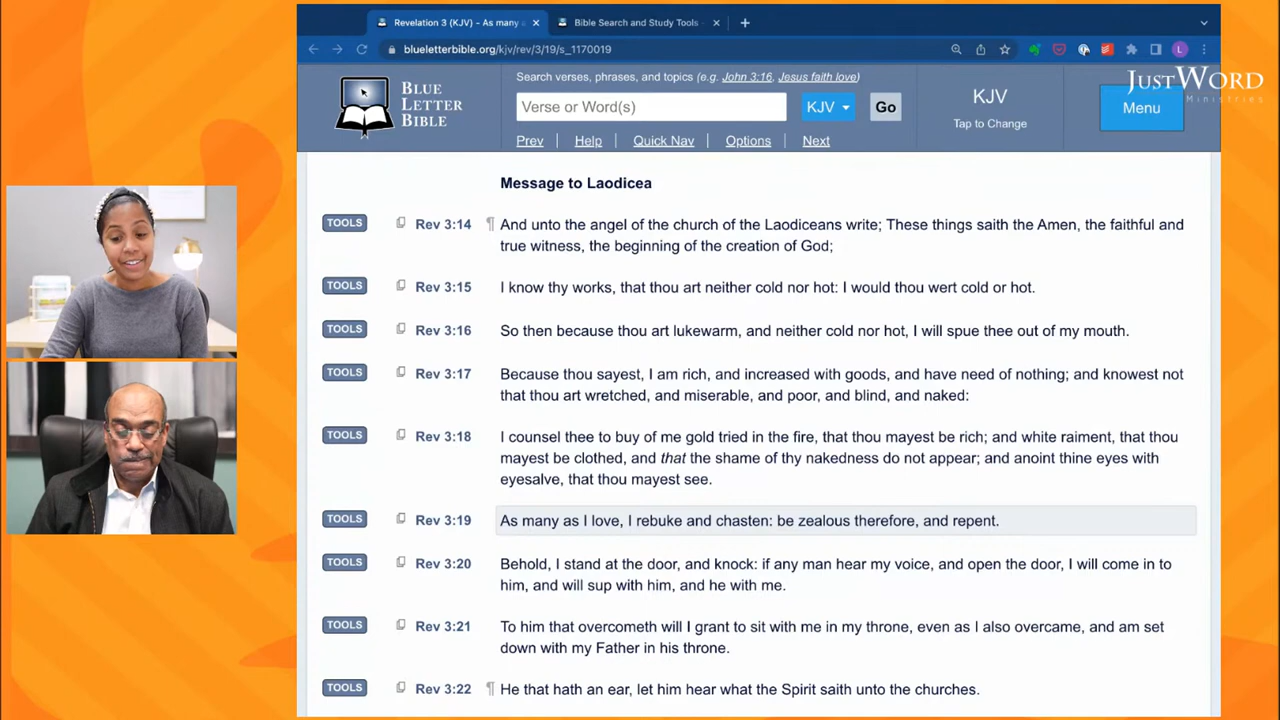 Revelation 3 (KJV) - As many a
Bible Search and Study Tools -
blueletterbible.org/kjv/rev/3/19/s_1170019
L
BLUE
LETTER
BIBLE
Search verses, phrases, and topics (e.g. John 3:16, Jesus faith love)
Verse or Word(s)
KJV
Go
Prev
Help
Quick Nav
Options
Next
KJV
Tap to Change
Menu
JUSTWORD
Ministries
Message to Laodicea
TOOLS Rev 3:14 ¶ And unto the angel of the church of the Laodiceans write; These things saith the Amen, the faithful and
true witness, the beginning of the creation of God;
TOOLS Rev 3:15 I know thy works, that thou art neither cold nor hot: I would thou wert cold or hot.
TOOLS Rev 3:16 So then because thou art lukewarm, and neither cold nor hot, I will spue thee out of my mouth.
TOOLS Rev 3:17 Because thou sayest, I am rich, and increased with goods, and have need of nothing; and knowest not
that thou art wretched, and miserable, and poor, and blind, and naked:
TOOLS Rev 3:18 I counsel thee to buy of me gold tried in the fire, that thou mayest be rich; and white raiment, that thou
mayest be clothed, and that the shame of thy nakedness do not appear; and anoint thine eyes with
eyesalve, that thou mayest see.
TOOLS Rev 3:19 As many as I love, I rebuke and chasten: be zealous therefore, and repent.
TOOLS Rev 3:20 Behold, I stand at the door, and knock: if any man hear my voice, and open the door, I will come in to
him, and will sup with him, and he with me.
TOOLS Rev 3:21 To him that overcometh will I grant to sit with me in my throne, even as I also overcame, and am set
down with my Father in his throne.
TOOLS Rev 3:22 ¶ He that hath an ear, let him hear what the Spirit saith unto the churches.